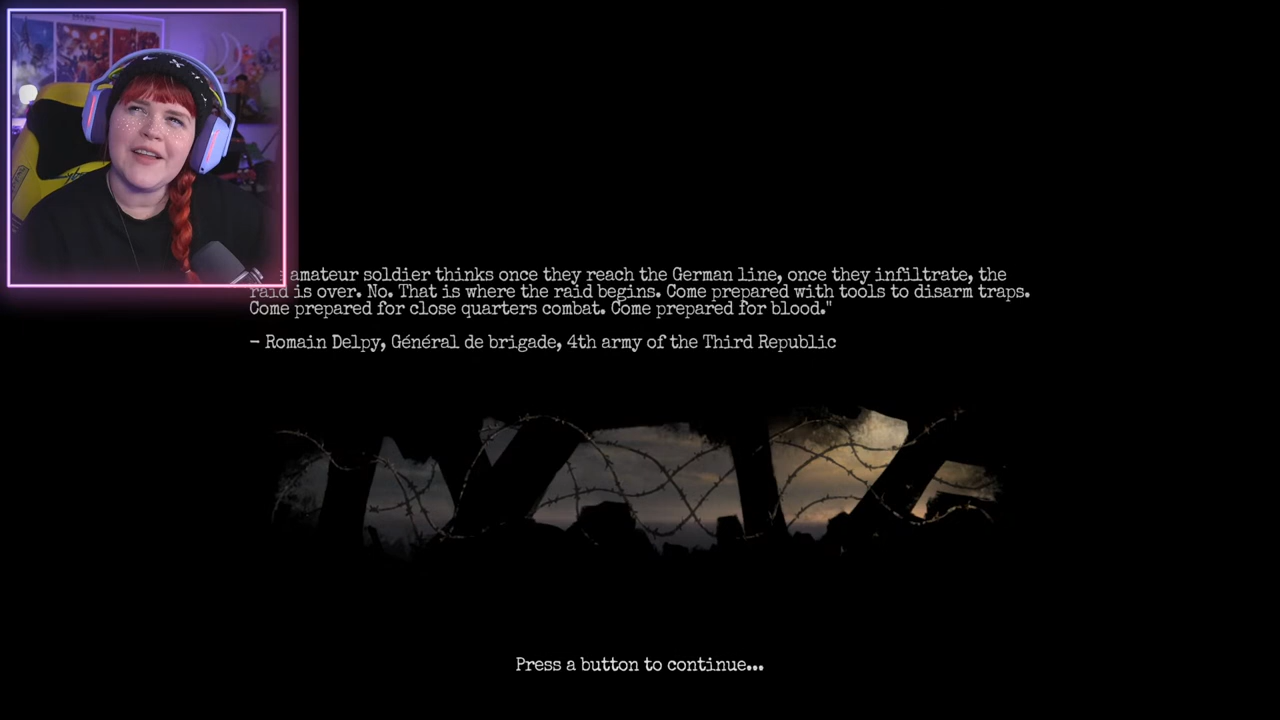 amateur soldier thinks once they reach the German line, once they infiltrate, the
raid is over. No. That is where the raid begins. Come prepared with tools to disarm traps.
Come prepared for close quarters combat. Come prepared for blood."
- Romain Delpy, Général de brigade, 4th army of the Third Republic
Press a button to continue...